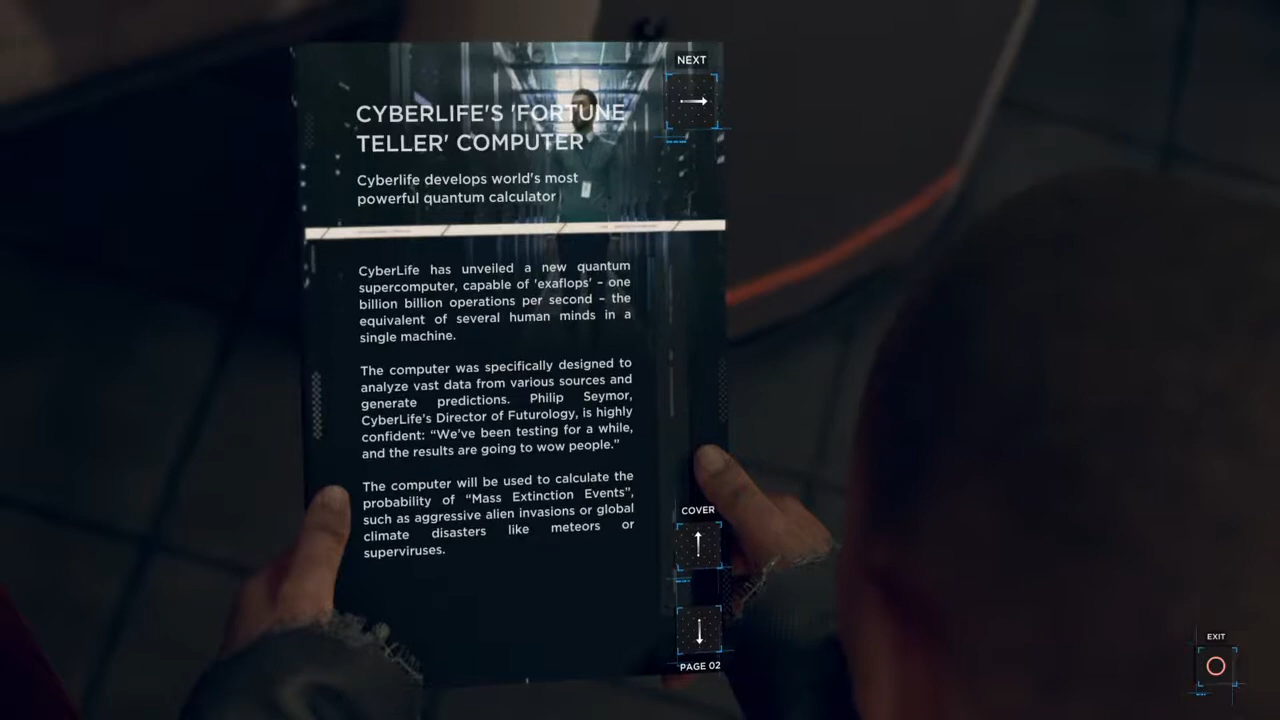 NEXT
CYBERLIFE'S 'FORTUNE
TELLER' COMPUTER
Cyberlife develops world's most
powerful quantum calculator
CyberLife has unveiled a new quantum
supercomputer, capable of 'exaflops' – one
billion billion operations per second – the
equivalent of several human minds in a
single machine.
The computer was specifically designed to
analyze vast data from various sources and
generate predictions. Philip Seymor,
CyberLife's Director of Futurology, is highly
confident: “We've been testing for a while,
and the results are going to wow people.”
The computer will be used to calculate the
probability of “Mass Extinction Events”,
such as aggressive alien invasions or global
climate disasters like meteors or
superviruses.
COVER
PAGE 02
EXIT